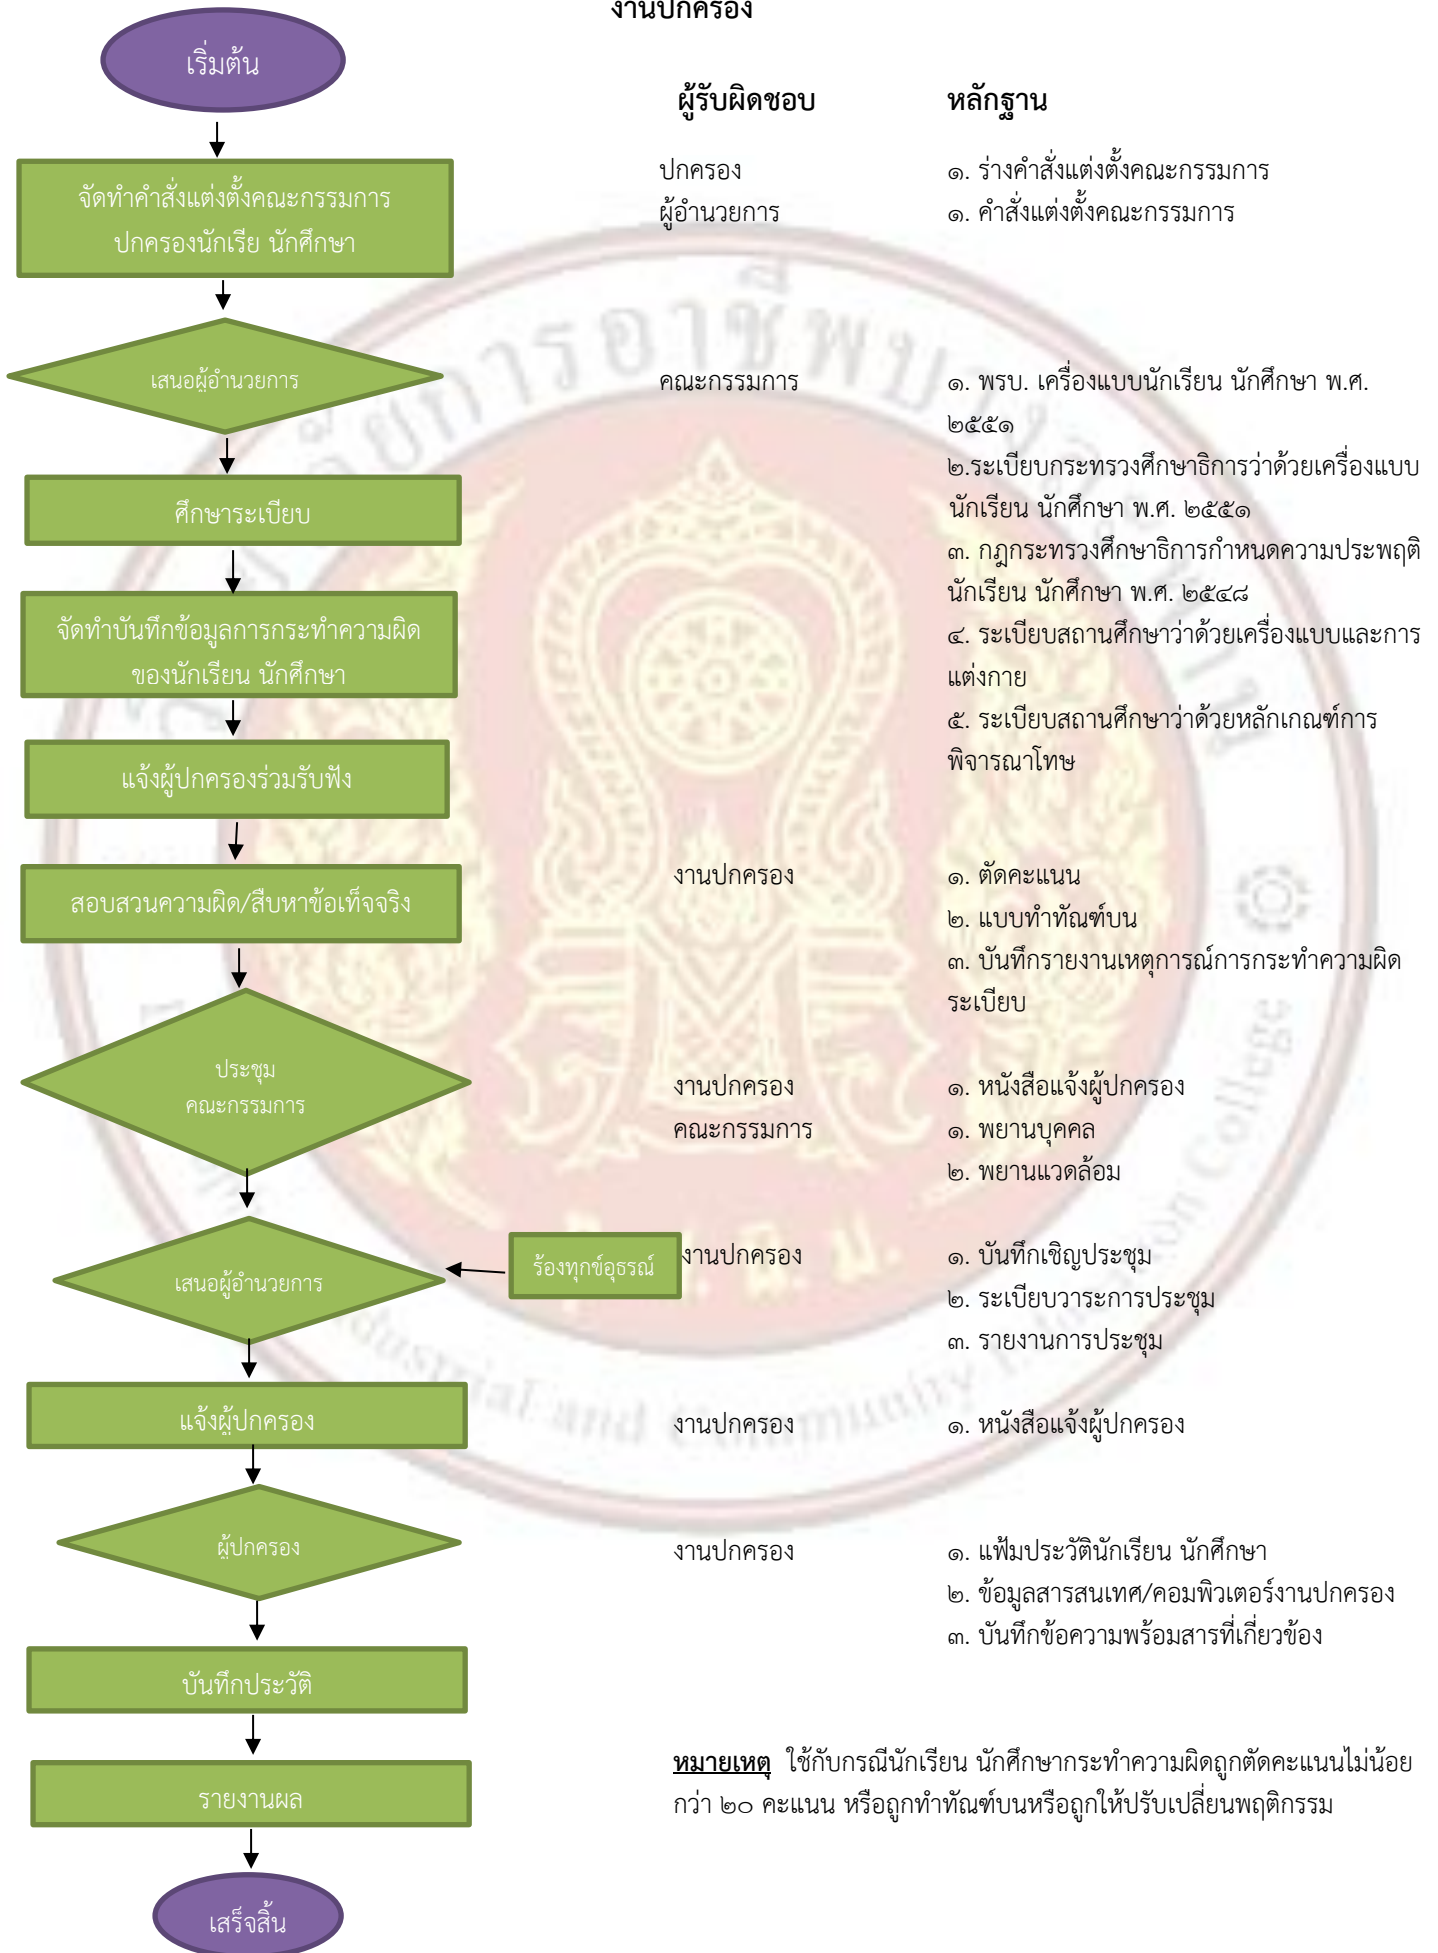 งานปกครอง
เริ่มต้น
ผู้รับผิดชอบ หลักฐาน
จัดทำคำสั่งแต่งตั้งคณะกรรมการ
ปกครองนักเรีย นักศึกษา
ปกครอง ๑. ร่างคำสั่งแต่งตั้งคณะกรรมการ
ผู้อำนวยการ ๑. คำสั่งแต่งตั้งคณะกรรมการ
เสนอผู้อำนวยการ
คณะกรรมการ ๑. พรบ. เครื่องแบบนักเรียน นักศึกษา พ.ศ.
๒๕๕๑
๒.ระเบียบกระทรวงศึกษาธิการว่าด้วยเครื่องแบบ
นักเรียน นักศึกษา พ.ศ. ๒๕๕๑
๓. กฎกระทรวงศึกษาธิการกำหนดความประพฤติ
นักเรียน นักศึกษา พ.ศ. ๒๕๔๘
๔. ระเบียบสถานศึกษาว่าด้วยเครื่องแบบและการ
แต่งกาย
๕. ระเบียบสถานศึกษาว่าด้วยหลักเกณฑ์การ
พิจารณาโทษ
ศึกษาระเบียบ
จัดทำบันทึกข้อมูลการกระทำความผิด
ของนักเรียน นักศึกษา
แจ้งผู้ปกครองร่วมรับฟัง
สอบสวนความผิด/สืบหาข้อเท็จจริง
งานปกครอง ๑. ตัดคะแนน
๒. แบบทำทัณฑ์บน
๓. บันทึกรายงานเหตุการณ์การกระทำความผิด
ระเบียบ
ประชุม
คณะกรรมการ
งานปกครอง ๑. หนังสือแจ้งผู้ปกครอง
คณะกรรมการ ๑. พยานบุคคล
๒. พยานแวดล้อม
เสนอผู้อำนวยการ
ร้องทุกข์อุธรณ์
งานปกครอง ๑. บันทึกเชิญประชุม
๒. ระเบียบวาระการประชุม
๓. รายงานการประชุม
แจ้งผู้ปกครอง
งานปกครอง ๑. หนังสือแจ้งผู้ปกครอง
ผู้ปกครอง
งานปกครอง ๑. แฟ้มประวัตินักเรียน นักศึกษา
๒. ข้อมูลสารสนเทศ/คอมพิวเตอร์งานปกครอง
๓. บันทึกข้อความพร้อมสารที่เกี่ยวข้อง
บันทึกประวัติ
รายงานผล
หมายเหตุ ใช้กับกรณีนักเรียน นักศึกษากระทำความผิดถูกตัดคะแนนไม่น้อย
กว่า ๒๐ คะแนน หรือถูกทำทัณฑ์บนหรือถูกให้ปรับเปลี่ยนพฤติกรรม
เสร็จสิ้น